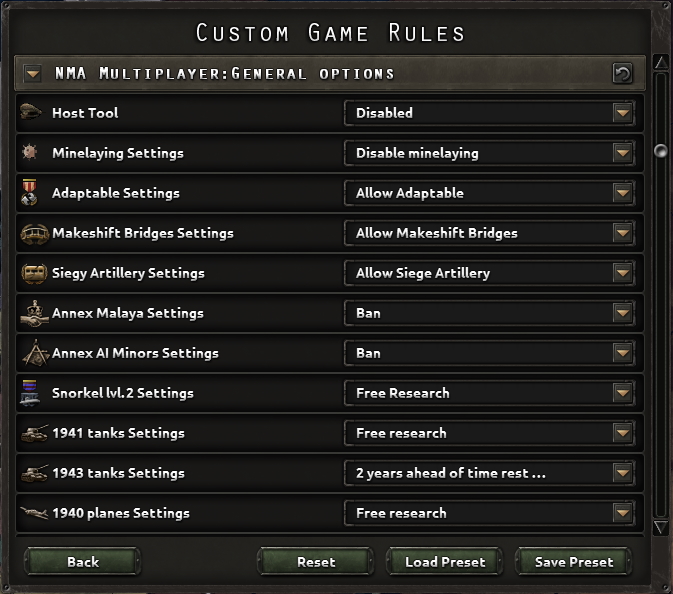 Custom Game Rules
NMA Multiplayer:General options
Host Tool Disabled
Minelaying Settings Disable minelaying
Adaptable Settings Allow Adaptable
Makeshift Bridges Settings Allow Makeshift Bridges
Siegy Artillery Settings Allow Siege Artillery
Annex Malaya Settings Ban
Annex AI Minors Settings Ban
Snorkel lvl.2 Settings Free Research
1941 tanks Settings Free research
1943 tanks Settings 2 years ahead of time rest ...
1940 planes Settings Free research
Back Reset Load Preset Save Preset